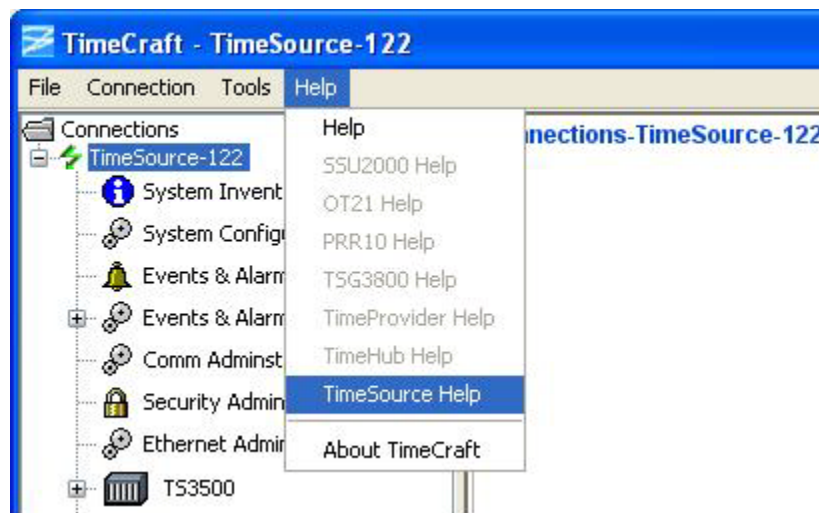 TimeCraft - TimeSource-122
File Connection Tools Help
Connections
TimeSource-122
System Invent
System Config
Events & Alarm
Events & Alarm
Comm Adminst
Security Admin
Ethernet Admin
TS3500
Help
SSU2000 Help
OT21 Help
PRR10 Help
TSG3800 Help
TimeProvider Help
TimeHub Help
TimeSource Help
About TimeCraft
nnections-TimeSource-122